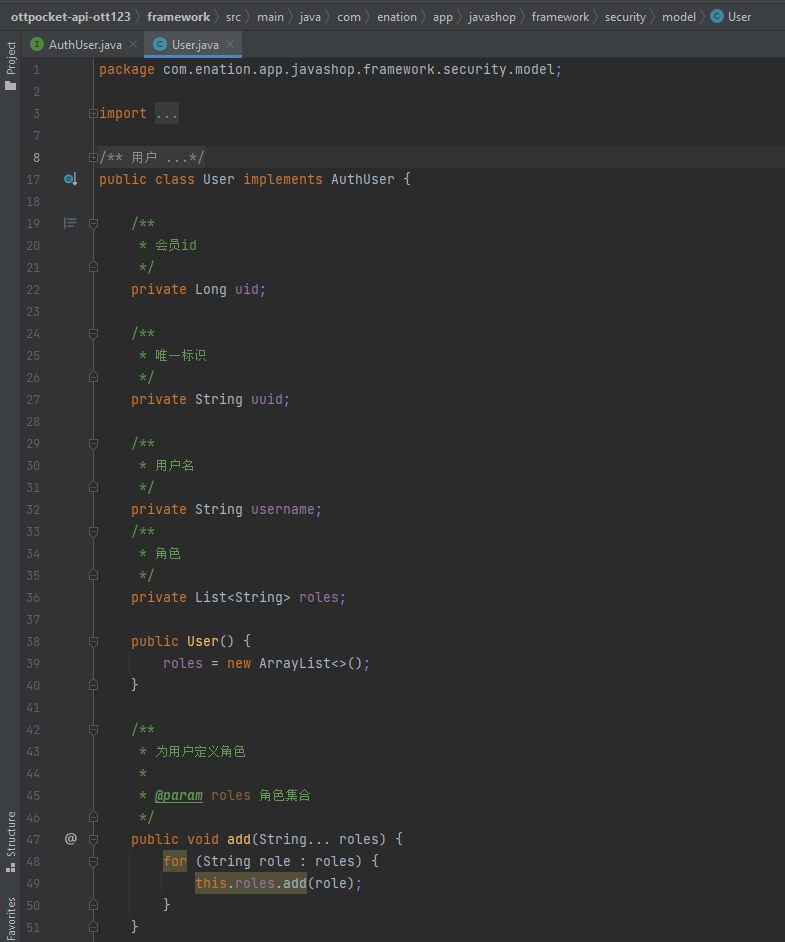 ottpocket-api-ott123 framework src main java com enation app javashop framework security model User
AuthUser.java User.java
Project
1 package com.enation.app.javashop.framework.security.model;
2
3 import ...
7
8 /** 用户 ...*/
17 public class User implements AuthUser {
18
19 /**
20 * 会员id
21 */
22 private Long uid;
23
24 /**
25 * 唯一标识
26 */
27 private String uuid;
28
29 /**
30 * 用户名
31 */
32 private String username;
33 /**
34 * 角色
35 */
36 private List<String> roles;
37
38 public User() {
39 roles = new ArrayList<>();
40 }
41
42 /**
43 * 为用户定义角色
44 *
45 * @param roles 角色集合
46 */
47 @ public void add(String... roles) {
48 for (String role : roles) {
49 this.roles.add(role);
50 }
51 }
Structure
Favorites